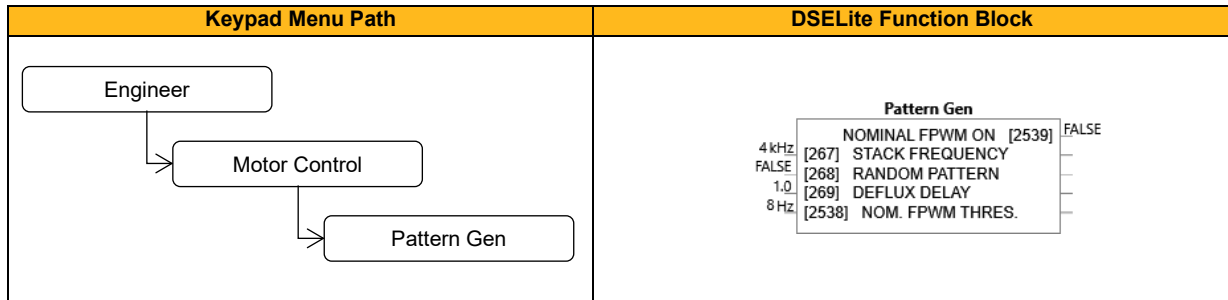 Keypad Menu Path
DSELite Function Block
Engineer
Motor Control
Pattern Gen
Pattern Gen
NOMINAL FPWM ON [2539] FALSE
4 kHz [267] STACK FREQUENCY
FALSE [268] RANDOM PATTERN
1.0 [269] DEFLUX DELAY
8 Hz [2538] NOM. FPWM THRES.